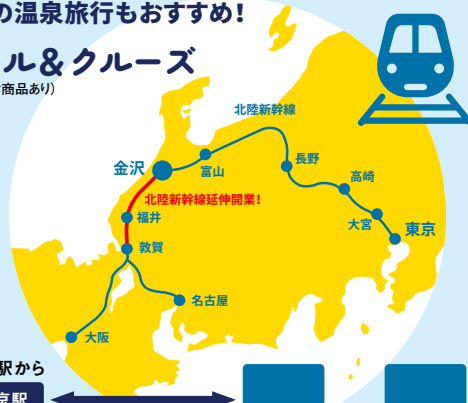 の温泉旅行もおすすめ!
ル&クルーズ
商品あり)
北陸新幹線
金沢
富山
長野
高崎
北陸新幹線延伸開業!
福井
大宮
東京
敦賀
名古屋
大阪
駅から
京駅